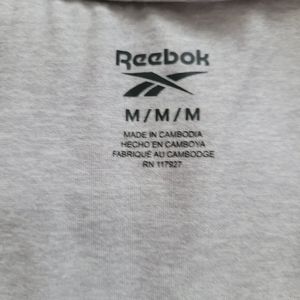 Reebok
M/M/M
MADE IN CAMBODIA
HECHO EN CAMBOYA
FABRIQUÉ AU CAMBODGE
RN 117927